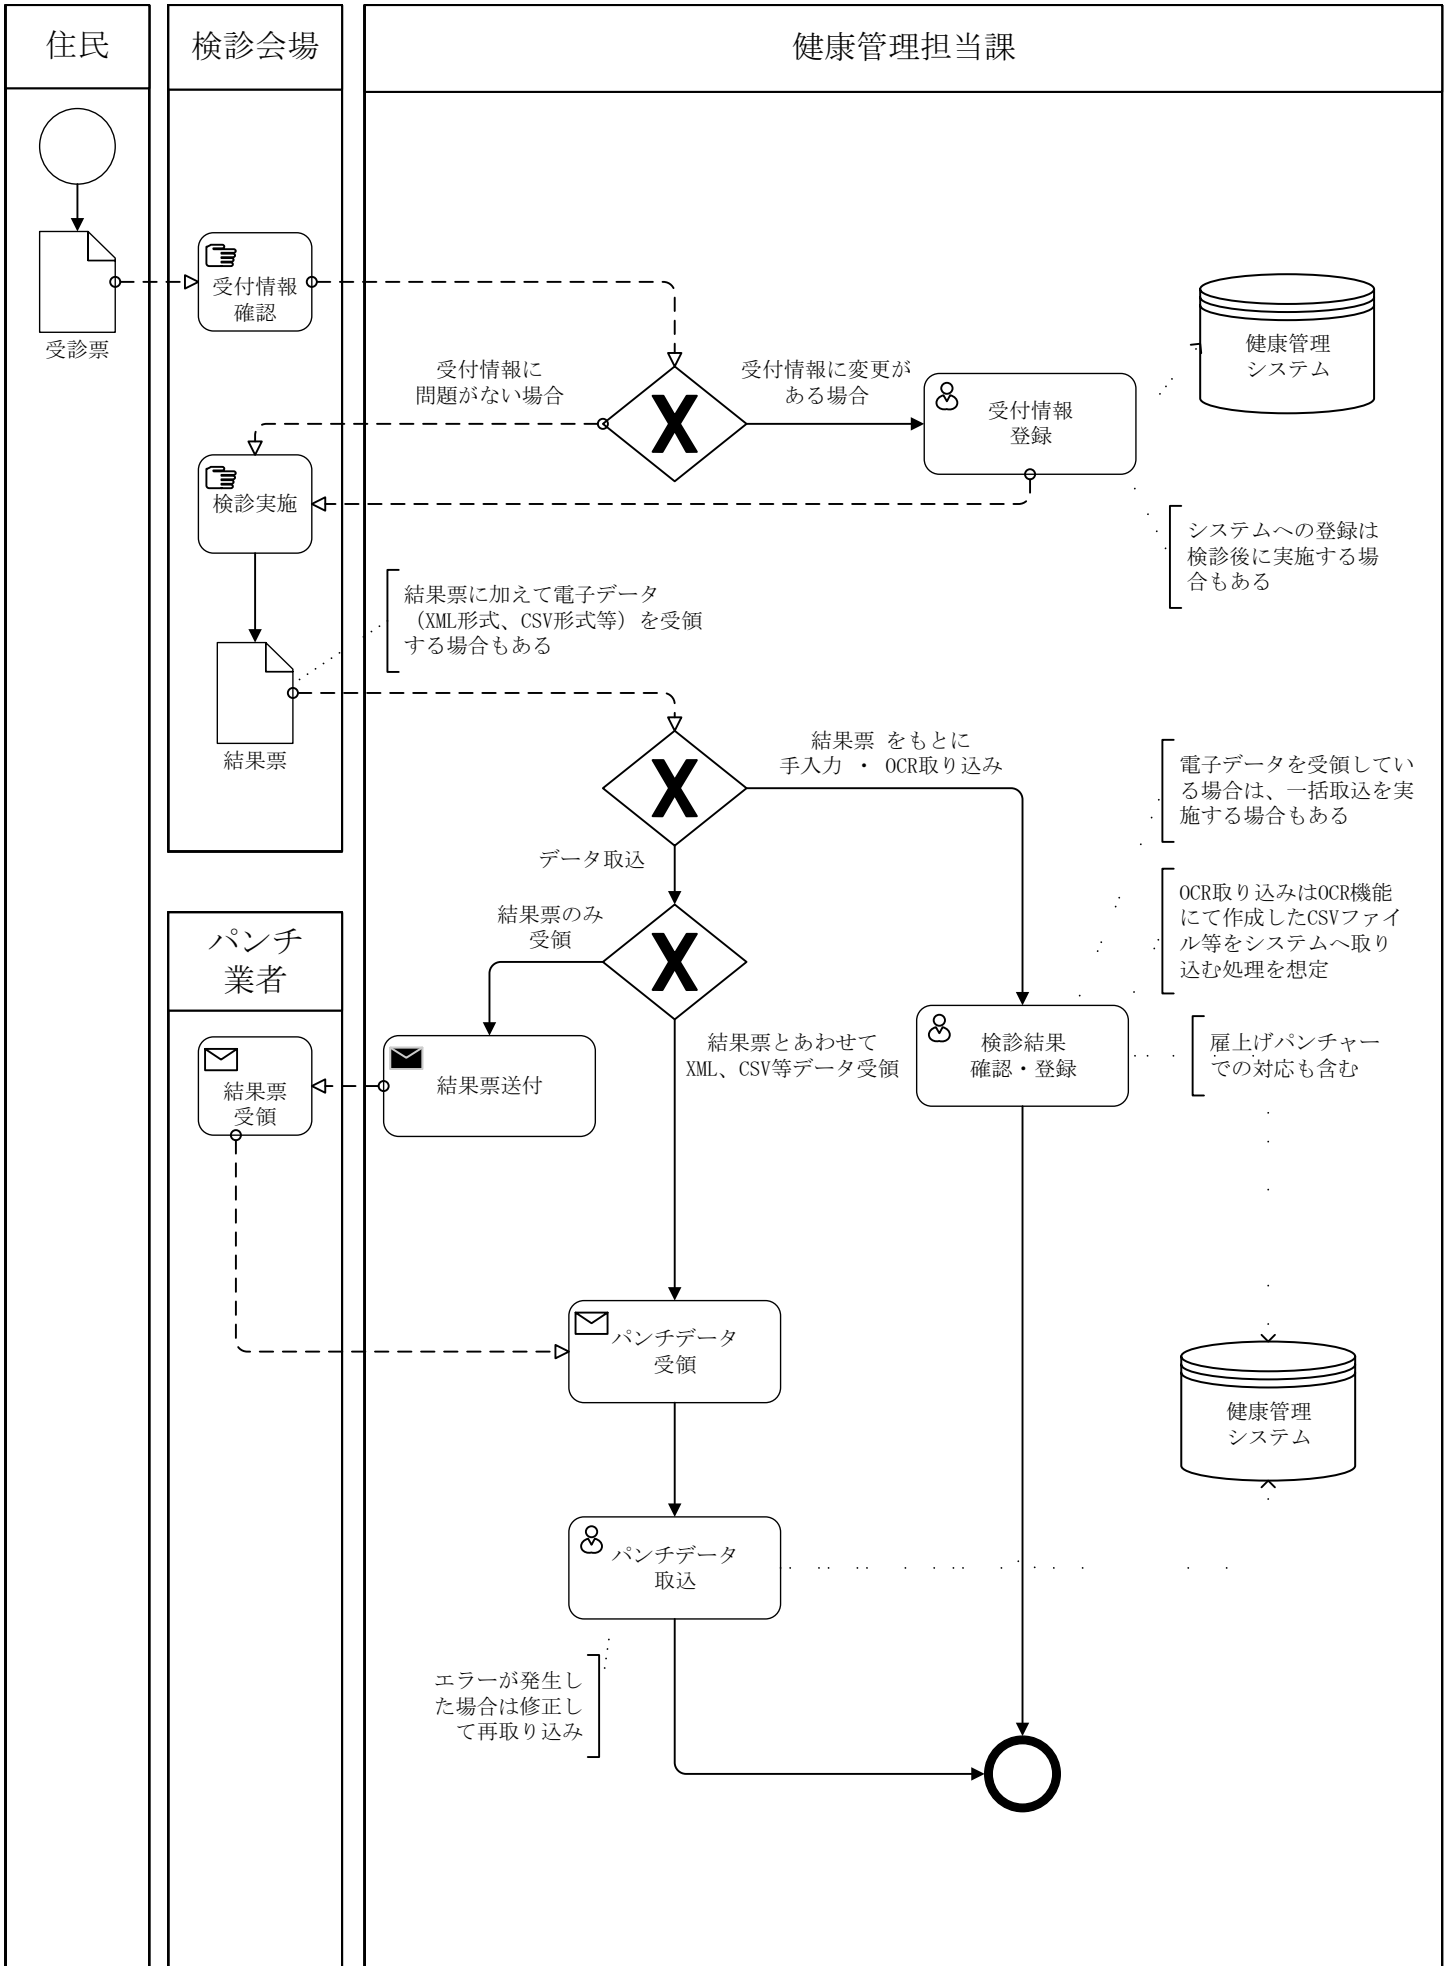 住民
検診会場
健康管理担当課
受付情報
確認
受診票
健康管理
システム
受付情報に
問題がない場合
受付情報に変更が
ある場合
受付情報
登録
検診実施
システムへの登録は
検診後に実施する場
合もある
結果票に加えて電子データ
（XML形式、CSV形式等）を受領
する場合もある
結果票
結果票 をもとに
手入力 ・ OCR取り込み
電子データを受領してい
る場合は、一括取込を実
施する場合もある
データ取込
OCR取り込みはOCR機能
にて作成したCSVファイ
ル等をシステムへ取り
込む処理を想定
結果票のみ
受領
パンチ
業者
結果票
受領
結果票送付
結果票とあわせて
XML、CSV等データ受領
検診結果
確認・登録
雇上げパンチャー
での対応も含む
パンチデータ
受領
健康管理
システム
パンチデータ
取込
エラーが発生し
た場合は修正し
て再取り込み